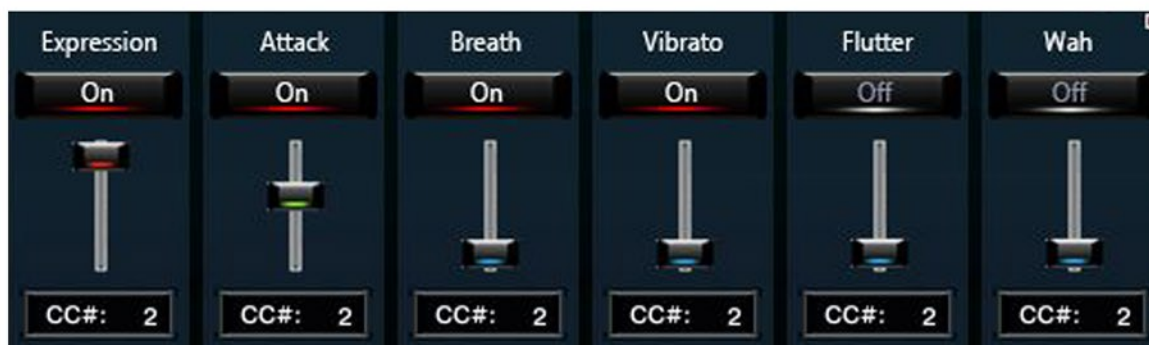 Expression Attack Breath Vibrato Flutter Wah
On On On On Off Off
CC#: 2 CC#: 2 CC#: 2 CC#: 2 CC#: 2 CC#: 2